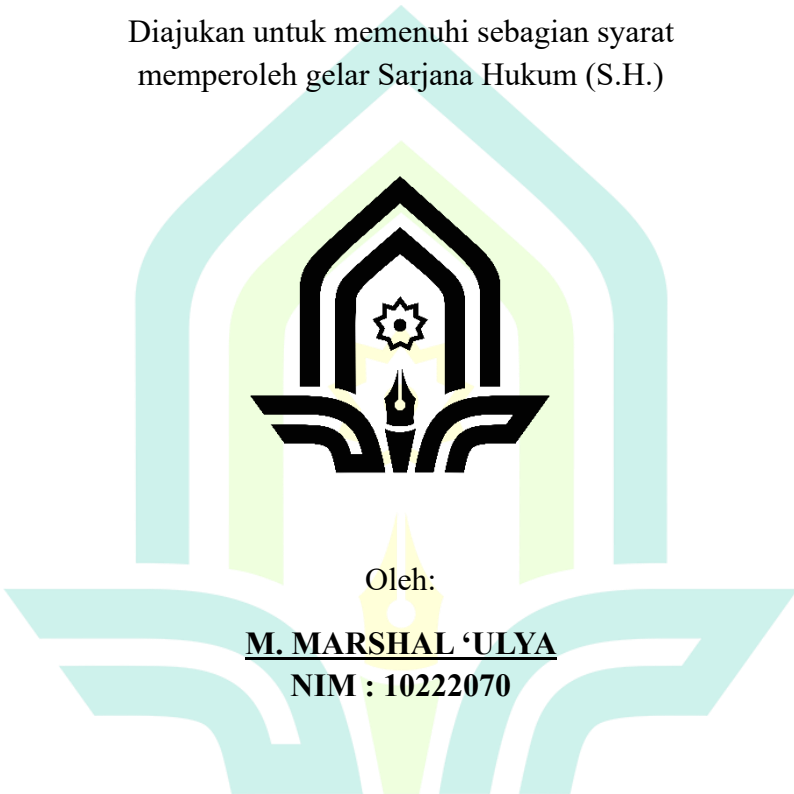 Diajukan untuk memenuhi sebagian syarat
memperoleh gelar Sarjana Hukum (S.H.)
Oleh:
M. MARSHAL ‘ULYA
NIM : 10222070